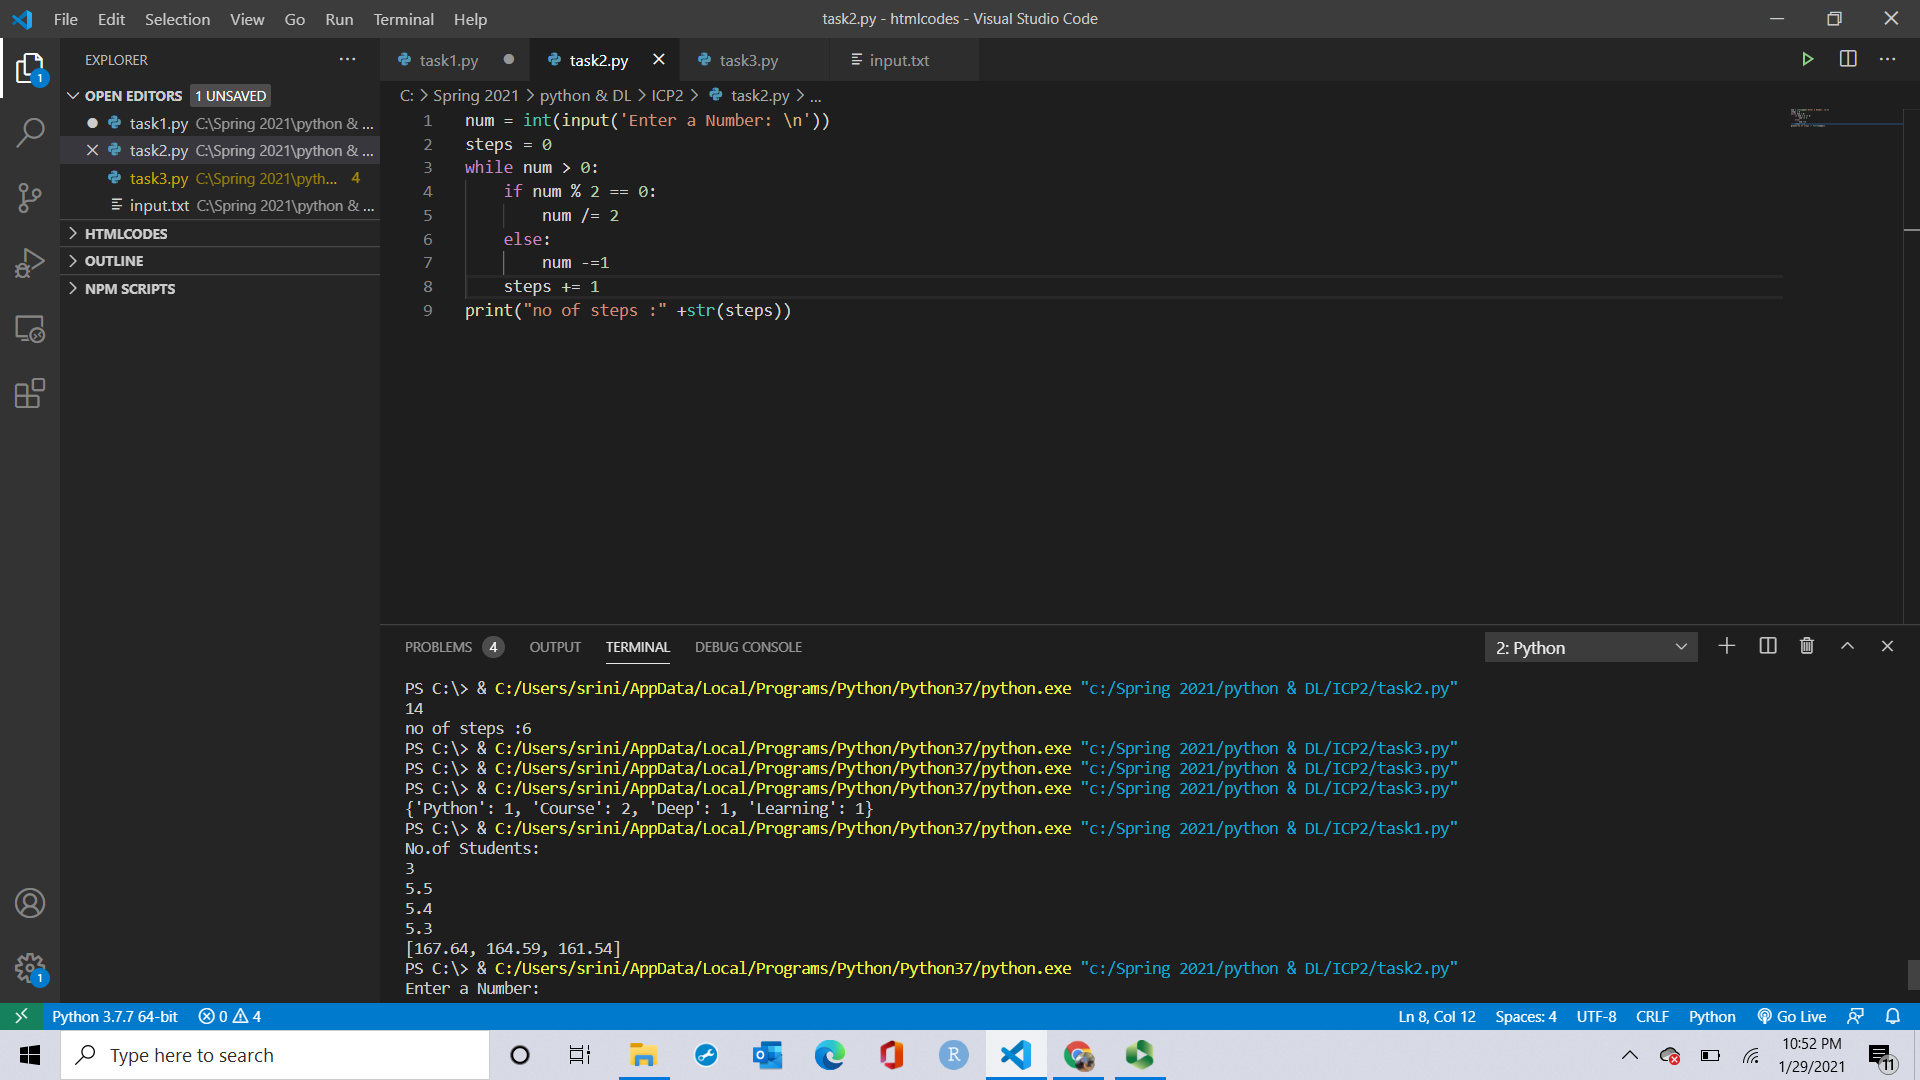 File Edit Selection View Go Run Terminal Help
task2.py - htmlcodes - Visual Studio Code
EXPLORER
OPEN EDITORS 1 UNSAVED
task1.py C:\Spring 2021\python & ...
task2.py C:\Spring 2021\python & ...
task3.py C:\Spring 2021\pyth... 4
input.txt C:\Spring 2021\python & ...
HTMLCODES
OUTLINE
NPM SCRIPTS
1
1
task1.py task2.py task3.py input.txt
C: > Spring 2021 > python & DL > ICP2 > task2.py > ...
1 num = int(input('Enter a Number: \n'))
2 steps = 0
3 while num > 0:
4 if num % 2 == 0:
5 num /= 2
6 else:
7 num -=1
8 steps += 1
9 print("no of steps :" +str(steps))
PROBLEMS 4 OUTPUT TERMINAL DEBUG CONSOLE
2: Python
PS C:\> & C:/Users/srini/AppData/Local/Programs/Python/Python37/python.exe "c:/Spring 2021/python & DL/ICP2/task2.py"
14
no of steps :6
PS C:\> & C:/Users/srini/AppData/Local/Programs/Python/Python37/python.exe "c:/Spring 2021/python & DL/ICP2/task3.py"
PS C:\> & C:/Users/srini/AppData/Local/Programs/Python/Python37/python.exe "c:/Spring 2021/python & DL/ICP2/task3.py"
PS C:\> & C:/Users/srini/AppData/Local/Programs/Python/Python37/python.exe "c:/Spring 2021/python & DL/ICP2/task3.py"
{'Python': 1, 'Course': 2, 'Deep': 1, 'Learning': 1}
PS C:\> & C:/Users/srini/AppData/Local/Programs/Python/Python37/python.exe "c:/Spring 2021/python & DL/ICP2/task1.py"
No.of Students:
3
5.5
5.4
5.3
[167.64, 164.59, 161.54]
PS C:\> & C:/Users/srini/AppData/Local/Programs/Python/Python37/python.exe "c:/Spring 2021/python & DL/ICP2/task2.py"
Enter a Number:
Python 3.7.7 64-bit 0 4
Ln 8, Col 12 Spaces: 4 UTF-8 CRLF Python Go Live
Type here to search
R
10:52 PM
1/29/2021
11